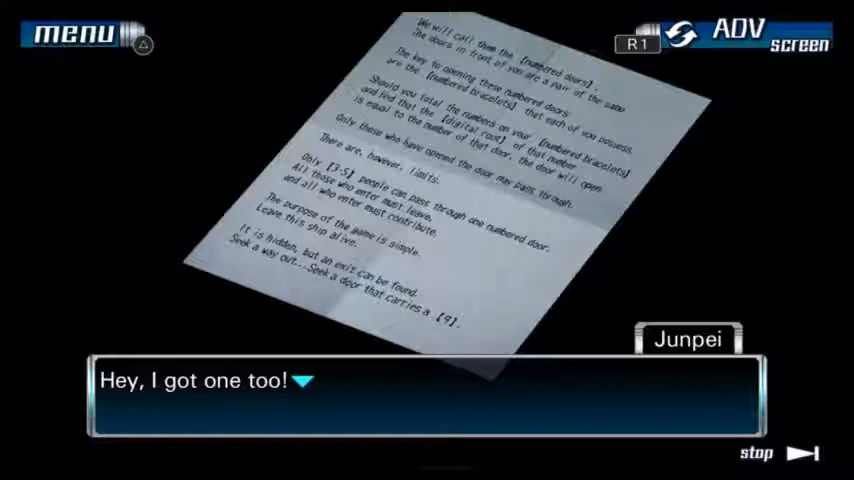 menu
R1
ADV
screen
We will call them the [numbered doors].
The doors in front of you are a pair of the same
The key to opening these numbered doors
are the [numbered bracelets] that each of you possess.
Should you total the numbers on your [numbered bracelets]
and find that the [digital root] of that number
is equal to the number of that door, the door will open
Only those who have opened the door may pass through.
There are, however, limits.
Only [3-5] people can pass through one numbered door.
All those who enter must leave,
and all who enter must contribute.
The purpose of the game is simple.
Leave this ship alive.
It is hidden, but an exit can be found.
Seek a way out...Seek a door that carries a [9].
Junpei
Hey, I got one too!
stop